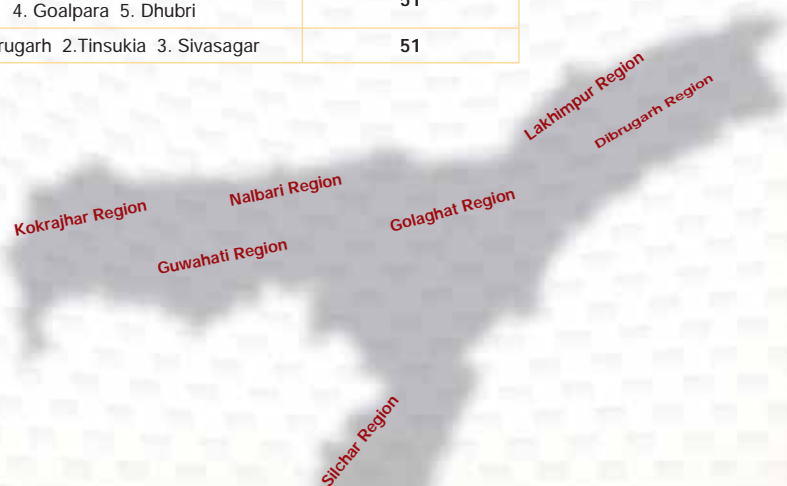 4. Goalpara 5. Dhubri
51
rugarh 2.Tinsukia 3. Sivasagar 51
Lakhimpur Region
Dibrugarh Region
Nalbari Region
Kokrajhar Region
Golaghat Region
Guwahati Region
Silchar Region